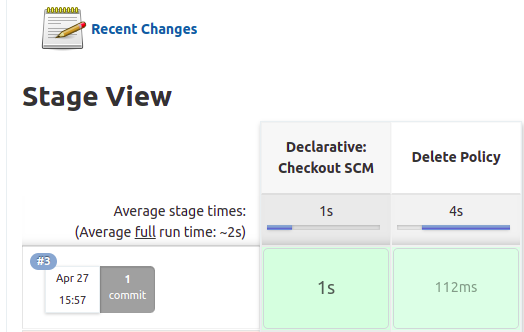 Recent Changes
Stage View
Declarative:
Checkout SCM
Delete Policy
Average stage times:
(Average full run time: ~2s)
1s
4s
#3
Apr 27
15:57
1
commit
1s
112ms